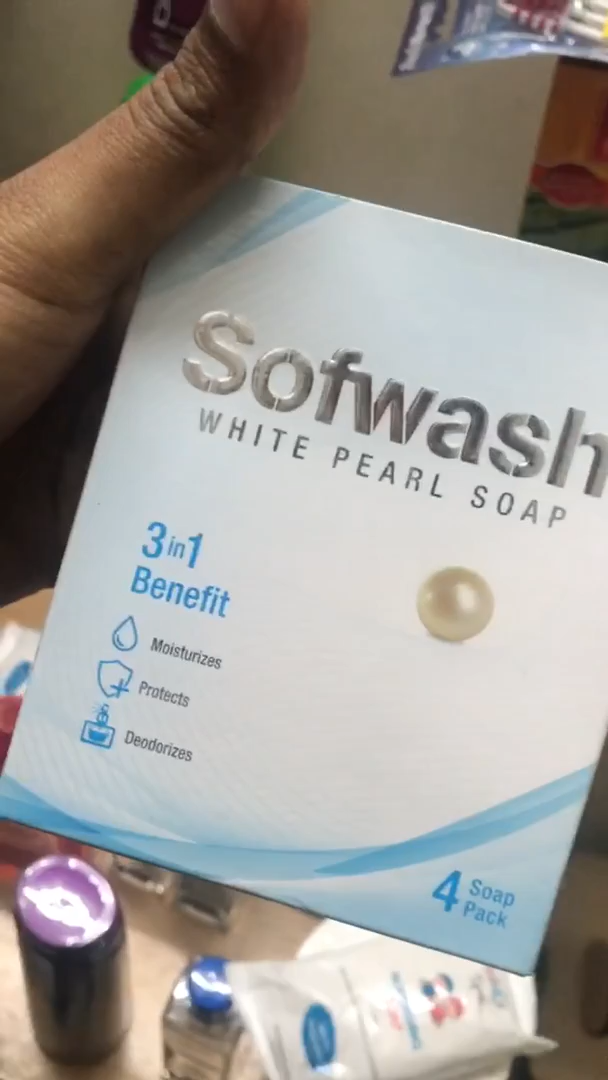 Sofwash
WHITE PEARL SOAP
3in1
Benefit
Moisturizes
Protects
Deodorizes
4 Soap
Pack